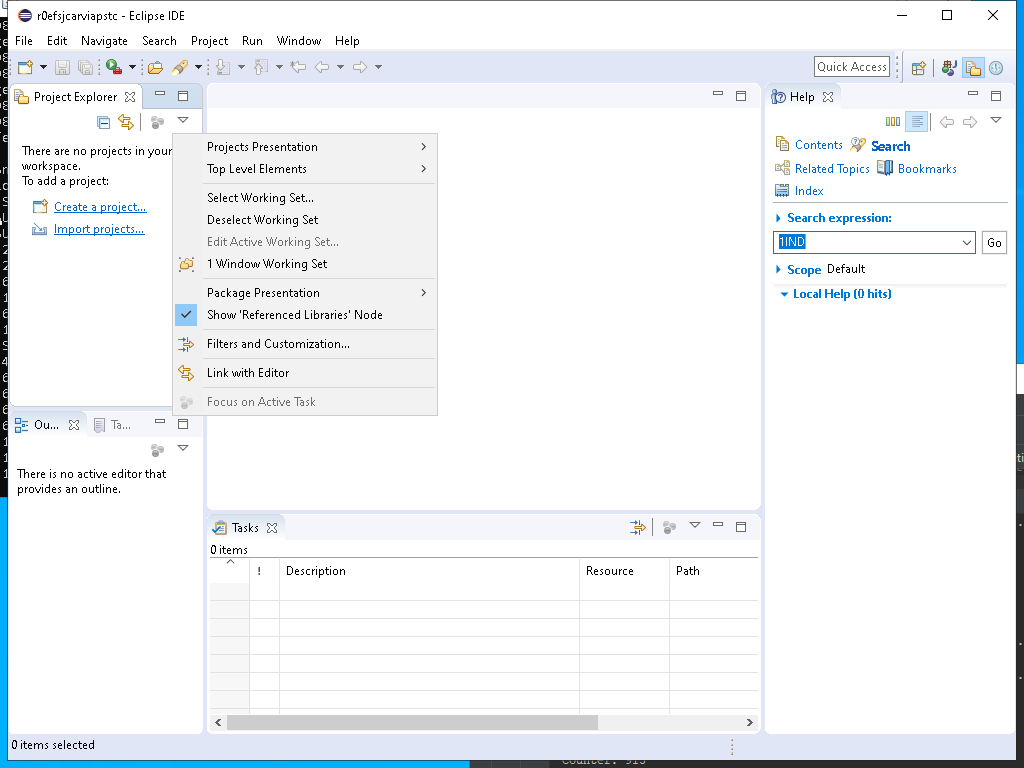 r0efsjcarviapstc - Eclipse IDE
File Edit Navigate Search Project Run Window Help
Quick Access
Project Explorer
There are no projects in your
workspace.
To add a project:
Create a project...
Import projects...
Projects Presentation
Top Level Elements
Select Working Set...
Deselect Working Set
Edit Active Working Set...
1 Window Working Set
Package Presentation
Show 'Referenced Libraries' Node
Filters and Customization...
Link with Editor
Focus on Active Task
Ou... Ta...
There is no active editor that
provides an outline.
Tasks
0 items
! Description Resource Path
Help
Contents Search
Related Topics Bookmarks
Index
Search expression:
1IND Go
Scope Default
Local Help (0 hits)
0 items selected